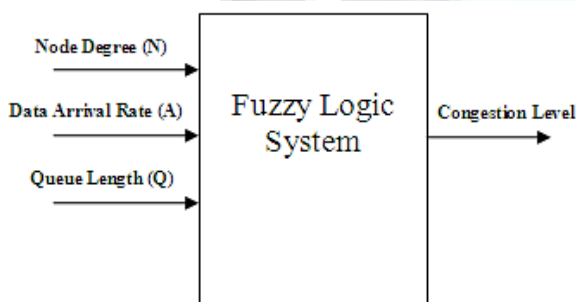 Node Degree (N)
Data Arrival Rate (A)
Queue Length (Q)
Fuzzy Logic
System
Congestion Level